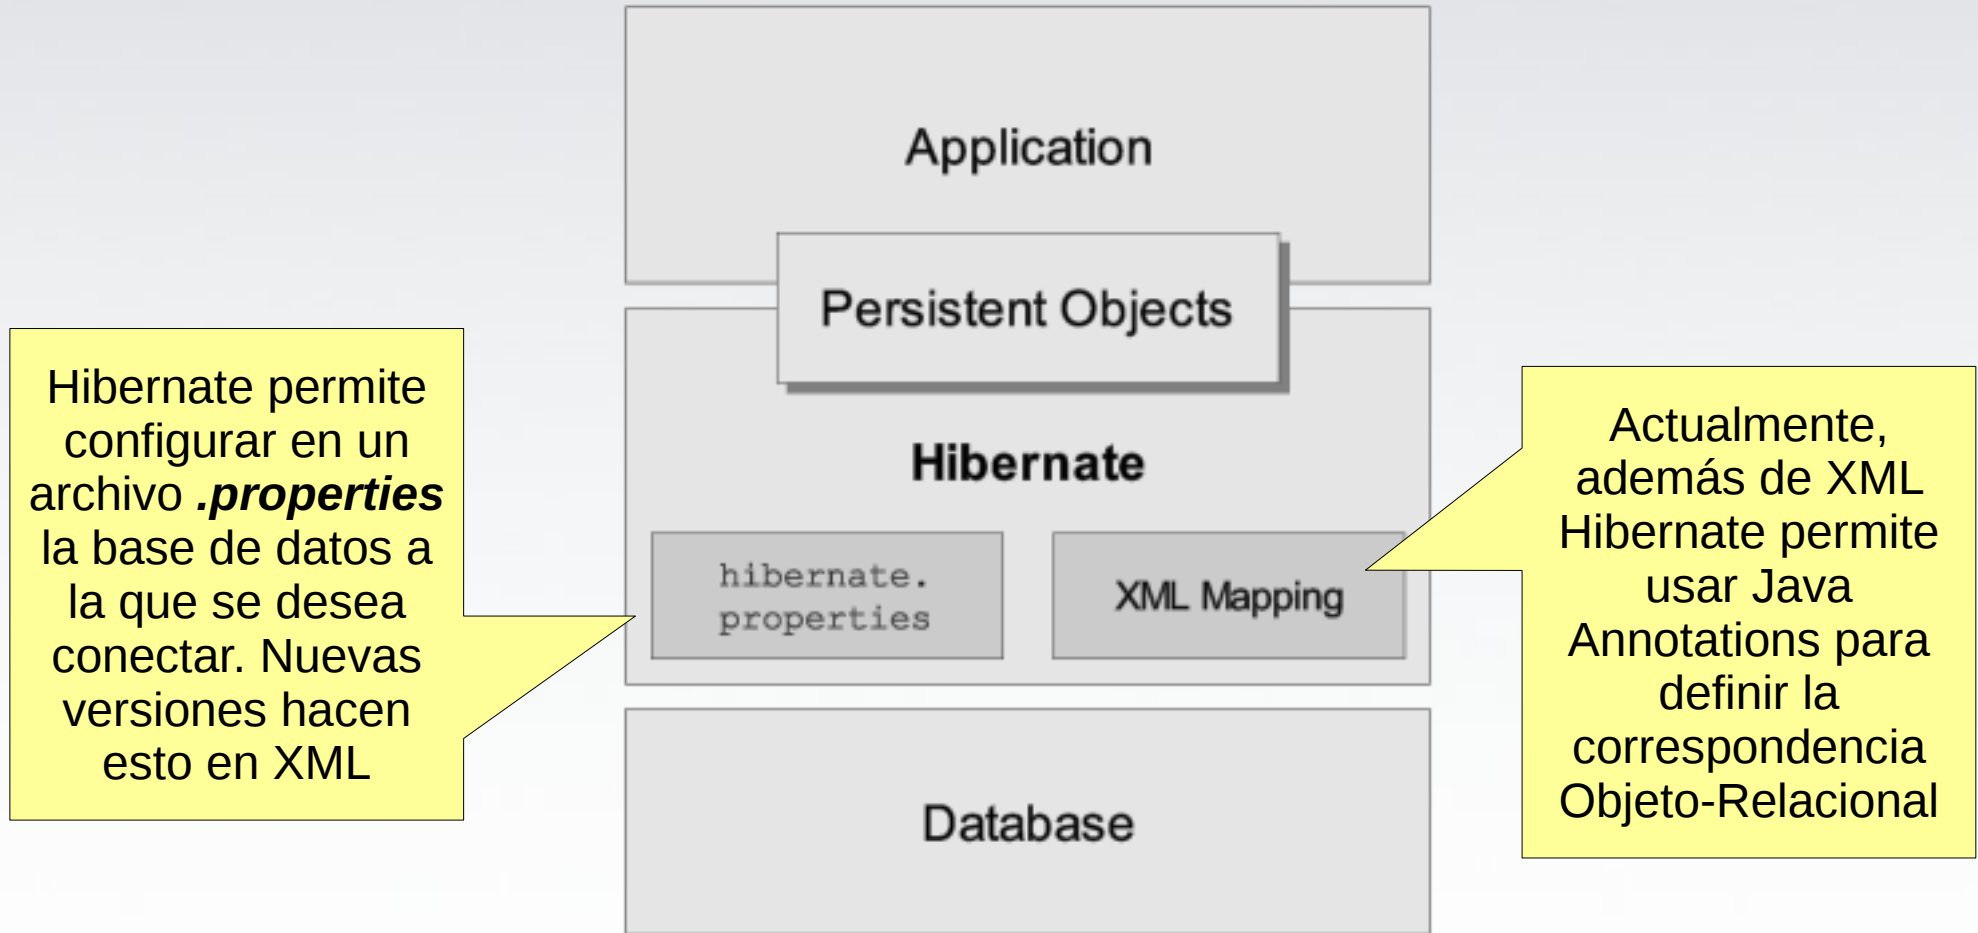 Application
Persistent Objects
Hibernate permite
configurar en un
archivo .properties
la base de datos a
la que se desea
conectar. Nuevas
versiones hacen
esto en XML
Hibernate
hibernate.
properties
XML Mapping
Actualmente,
además de XML
Hibernate permite
usar Java
Annotations para
definir la
correspondencia
Objeto-Relacional
Database